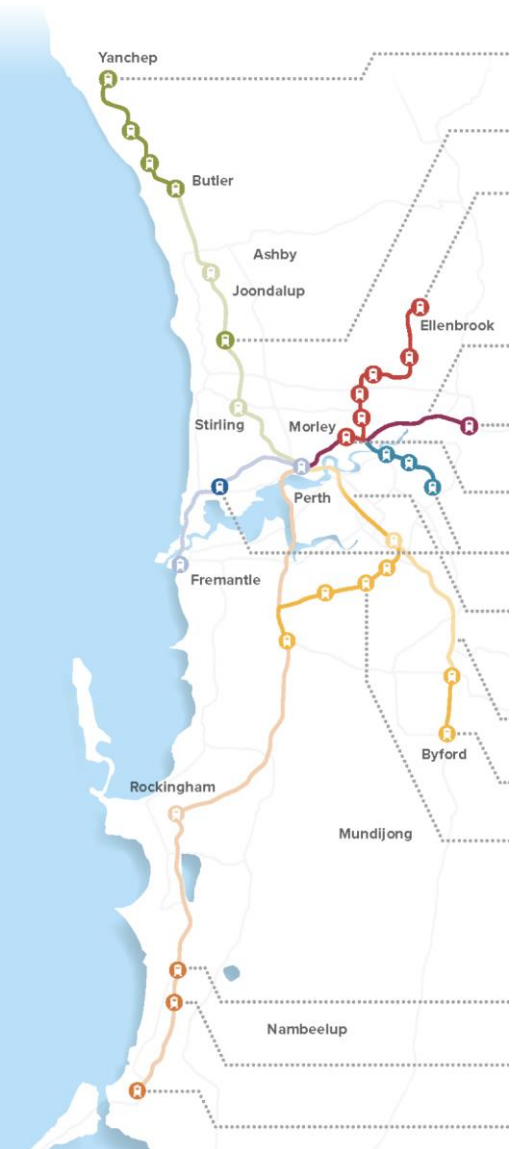 Yanchep
Butler
Ashby
Joondalup
Ellenbrook
Stirling
Morley
Perth
Fremantle
Byford
Rockingham
Mundijong
Nambeelup